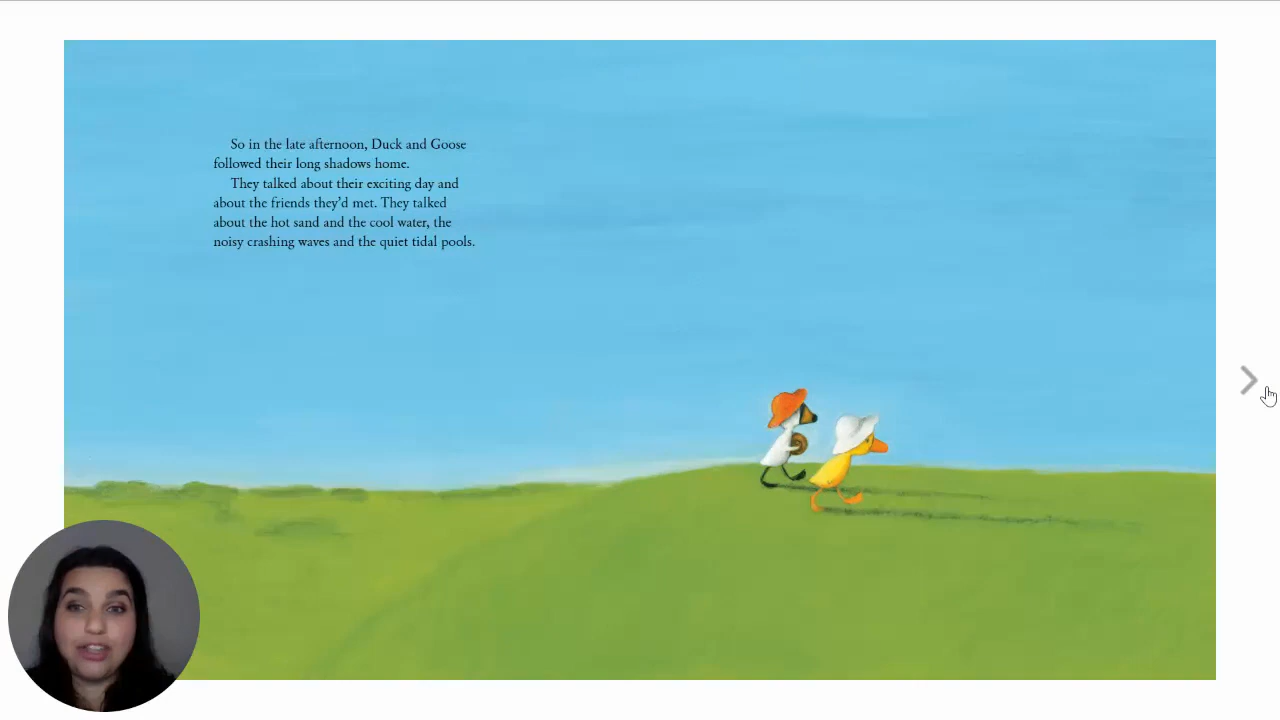 So in the late afternoon, Duck and Goose
followed their long shadows home.
They talked about their exciting day and
about the friends they’d met. They talked
about the hot sand and the cool water, the
noisy crashing waves and the quiet tidal pools.